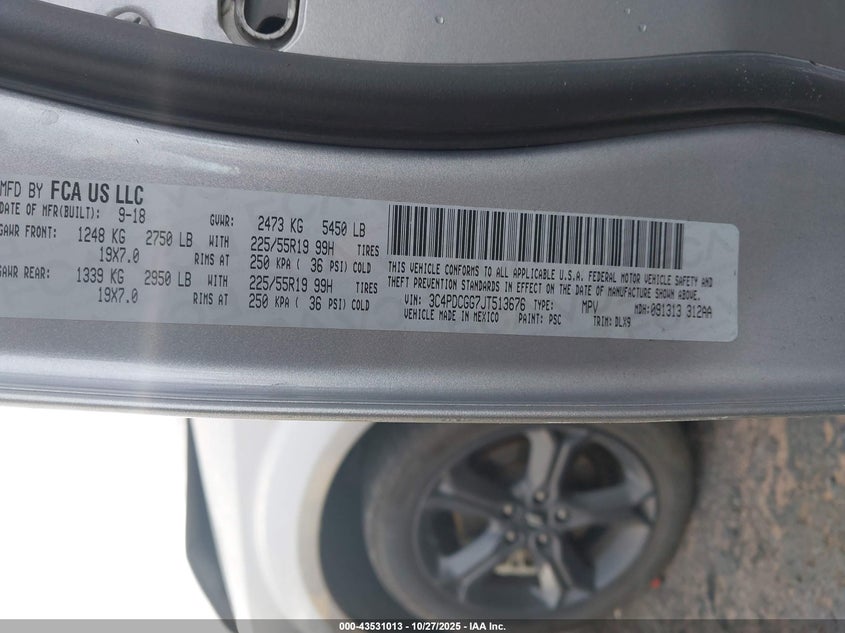 MFD BY FCA US LLC
DATE OF MFR(BUILT): 9-18 GVWR: 2473 KG 5450 LB
GAWR FRONT: 1248 KG 2750 LB WITH 225/55R19 99H TIRES
19X7.0 RIMS AT 250 KPA ( 36 PSI) COLD
GAWR REAR: 1339 KG 2950 LB WITH 225/55R19 99H TIRES
19X7.0 RIMS AT 250 KPA ( 36 PSI) COLD
THIS VEHICLE CONFORMS TO ALL APPLICABLE U.S.A. FEDERAL MOTOR VEHICLE SAFETY AND
THEFT PREVENTION STANDARDS IN EFFECT ON THE DATE OF MANUFACTURE SHOWN ABOVE.
VIN: 3C4PDCGG7JT513676 TYPE: MPV MDH:091313 312AA
VEHICLE MADE IN MEXICO PAINT: PSC TRIM: DLX9
000-43531013 - 10/27/2025 - IAA Inc.